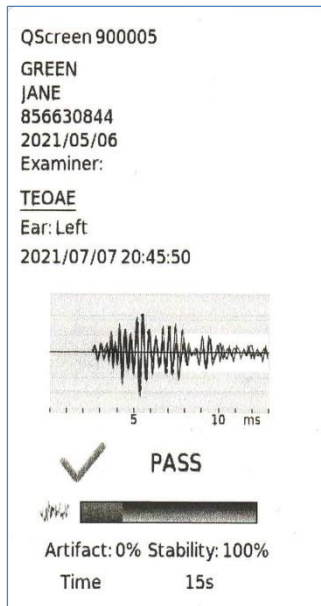 QScreen 900005
GREEN
JANE
856630844
2021/05/06
Examiner:
TEOAE
Ear: Left
2021/07/07 20:45:50
5 10 ms
PASS
Artifact: 0% Stability: 100%
Time 15s